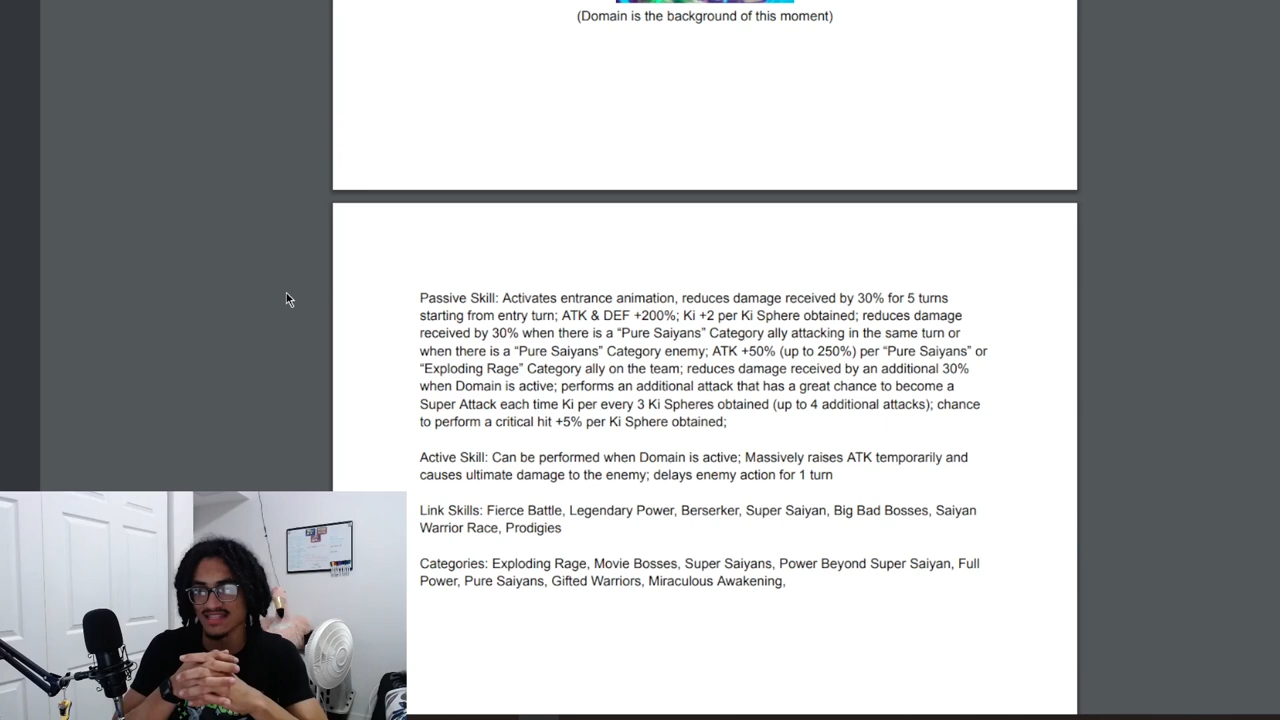 (Domain is the background of this moment)
Passive Skill: Activates entrance animation, reduces damage received by 30% for 5 turns
starting from entry turn; ATK & DEF +200%; Ki +2 per Ki Sphere obtained; reduces damage
received by 30% when there is a “Pure Saiyans” Category ally attacking in the same turn or
when there is a “Pure Saiyans” Category enemy; ATK +50% (up to 250%) per “Pure Saiyans” or
“Exploding Rage” Category ally on the team; reduces damage received by an additional 30%
when Domain is active; performs an additional attack that has a great chance to become a
Super Attack each time Ki per every 3 Ki Spheres obtained (up to 4 additional attacks); chance
to perform a critical hit +5% per Ki Sphere obtained;
Active Skill: Can be performed when Domain is active; Massively raises ATK temporarily and
causes ultimate damage to the enemy; delays enemy action for 1 turn
Link Skills: Fierce Battle, Legendary Power, Berserker, Super Saiyan, Big Bad Bosses, Saiyan
Warrior Race, Prodigies
Categories: Exploding Rage, Movie Bosses, Super Saiyans, Power Beyond Super Saiyan, Full
Power, Pure Saiyans, Gifted Warriors, Miraculous Awakening,